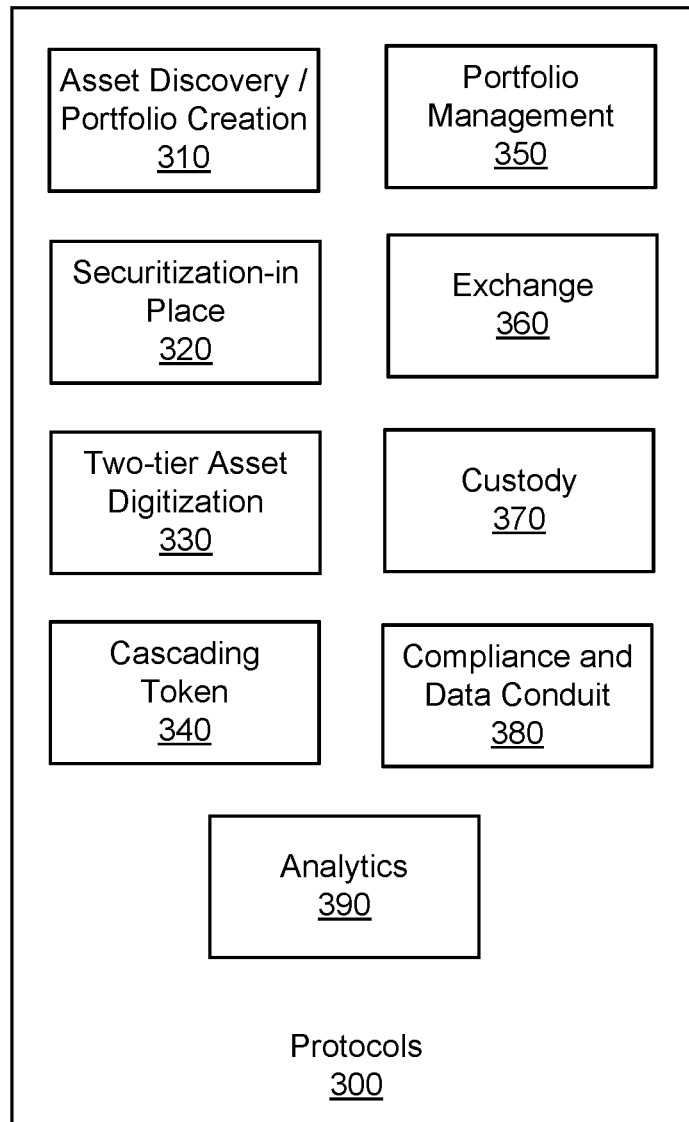 Asset Discovery /
Portfolio Creation
310
Portfolio
Management
350
Securitization-in
Place
320
Exchange
360
Two-tier Asset
Digitization
330
Custody
370
Cascading
Token
340
Compliance and
Data Conduit
380
Analytics
390
Protocols
300